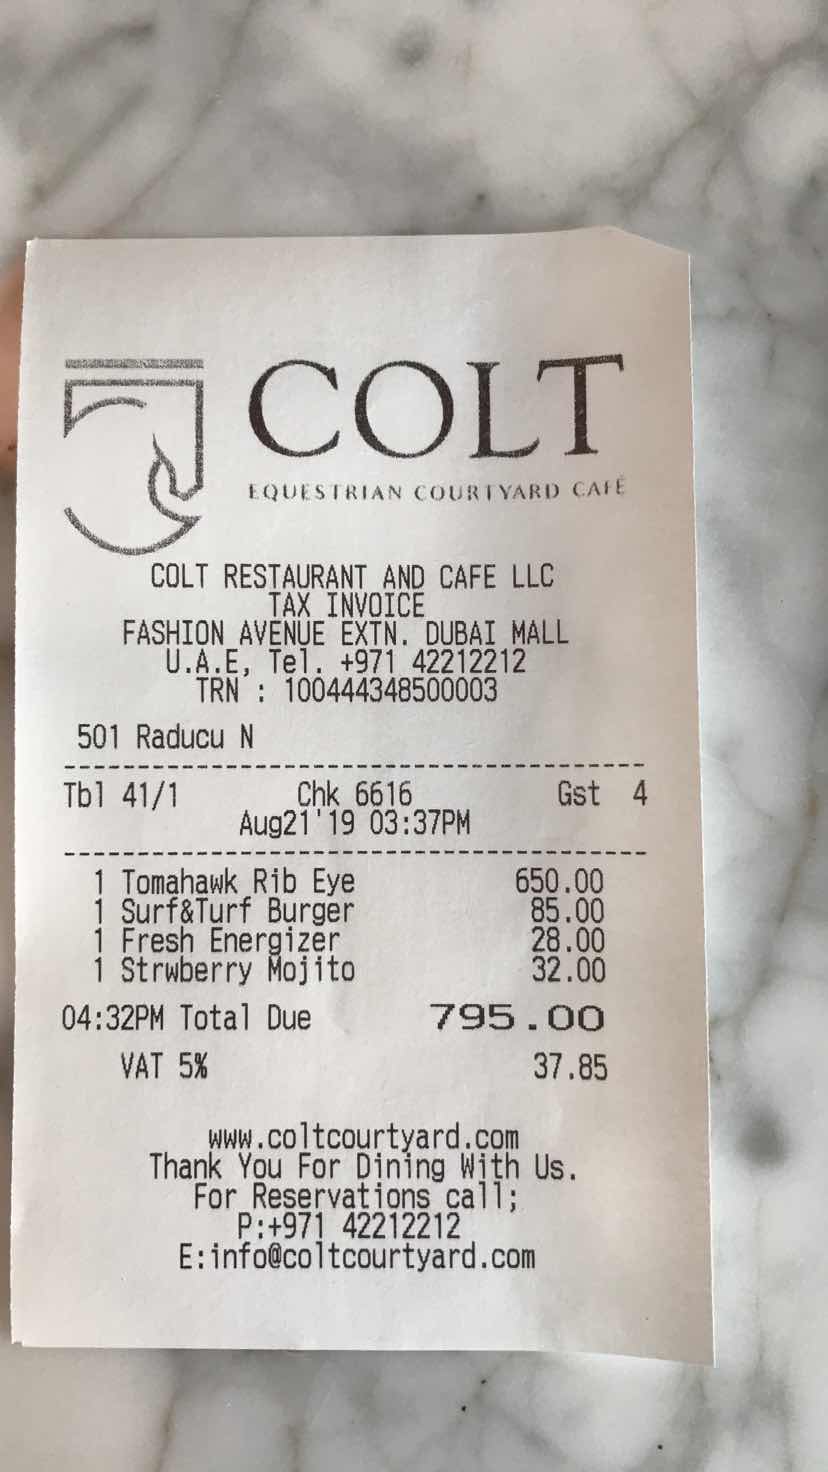 COLT
EQUESTRIAN COURTYARD CAFÉ
COLT RESTAURANT AND CAFE LLC
TAX INVOICE
FASHION AVENUE EXTN. DUBAI MALL
U.A.E, Tel. +971 42212212
TRN : 100444348500003
501 Raducu N
Tbl 41/1 Chk 6616 Gst 4
Aug21'19 03:37PM
1 Tomahawk Rib Eye 650.00
1 Surf&Turf Burger 85.00
1 Fresh Energizer 28.00
1 Strwberry Mojito 32.00
04:32PM Total Due 795.00
VAT 5% 37.85
www.coltcourtyard.com
Thank You For Dining With Us.
For Reservations call;
P:+971 42212212
E:info@coltcourtyard.com